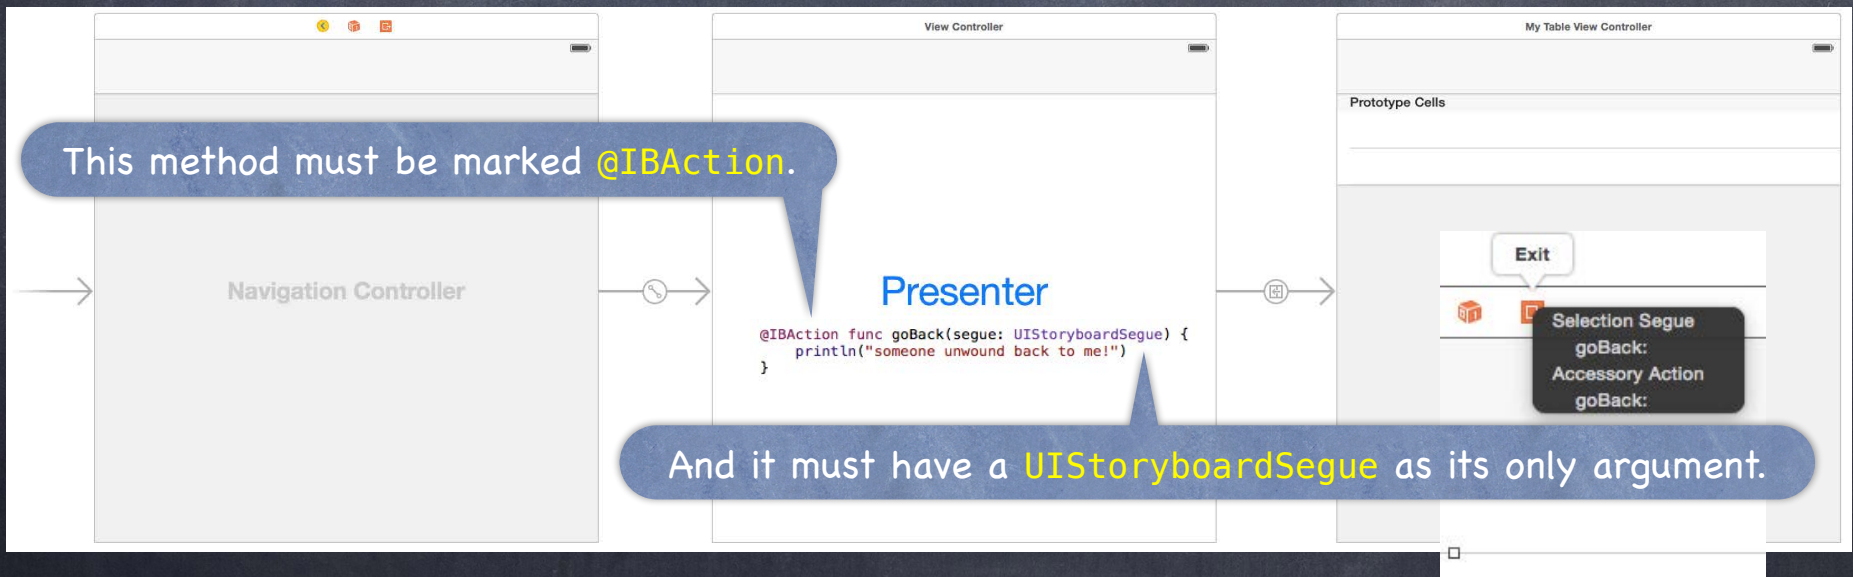 View Controller
My Table View Controller
Prototype Cells
This method must be marked @IBAction.
Navigation Controller
Presenter
@IBAction func goBack(segue: UIStoryboardSegue) {
println("someone unwound back to me!")
}
Exit
Selection Segue
goBack:
Accessory Action
goBack:
And it must have a UIStoryboardSegue as its only argument.